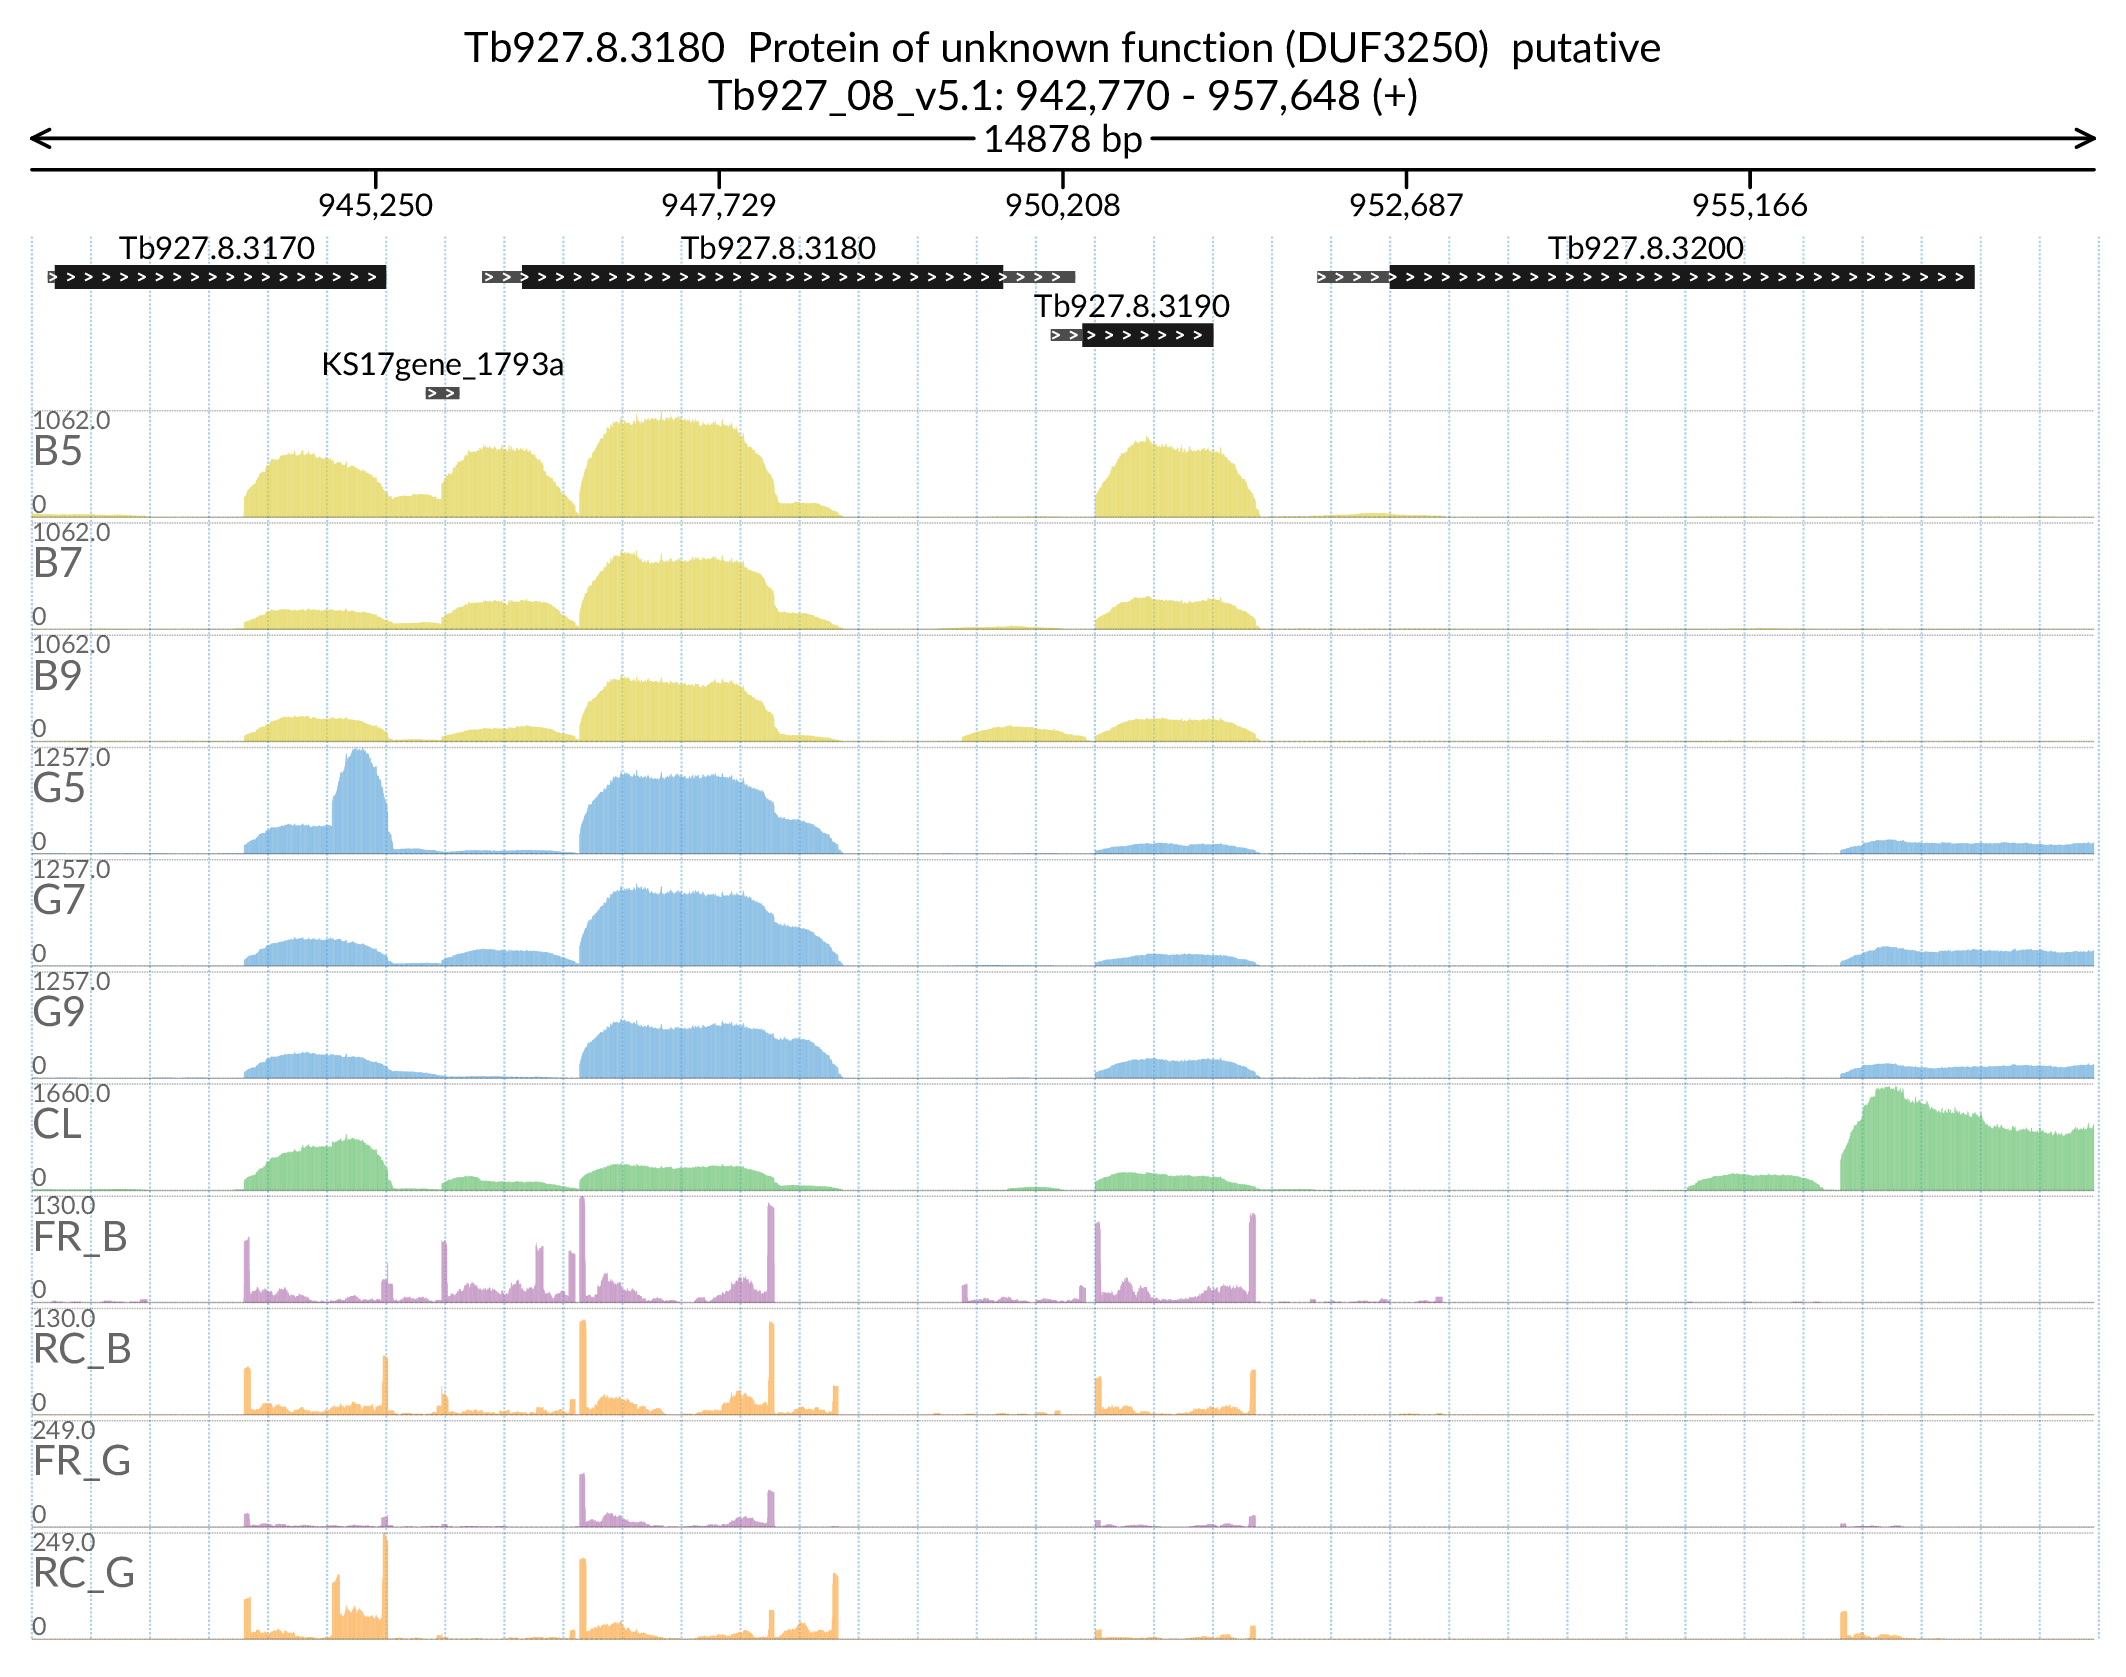 Tb927.8.3180  Protein of unknown function (DUF3250)  putative
Tb927_08_v5.1: 942,770 - 957,648 (+)
14878 bp
945,250 947,729 950,208 952,687 955,166
Tb927.8.3170 Tb927.8.3180 Tb927.8.3200
Tb927.8.3190
KS17gene_1793a
1062.0
B5
0
1062.0
B7
0
1062.0
B9
0
1257.0
G5
0
1257.0
G7
0
1257.0
G9
0
1660.0
CL
0
130.0
FR_B
0
130.0
RC_B
0
249.0
FR_G
0
249.0
RC_G
0